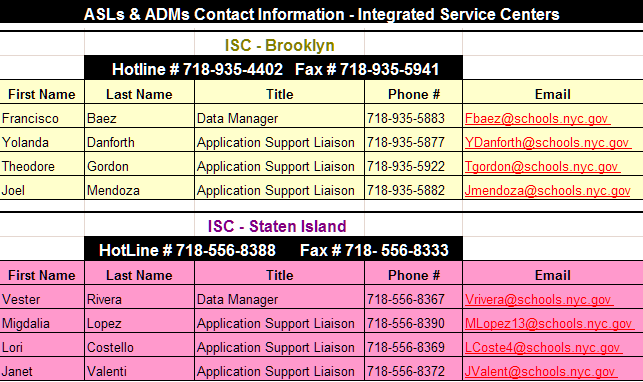 ASLs & ADMs Contact Information - Integrated Service Centers
ISC - Brooklyn
Hotline # 718-935-4402 Fax # 718-935-5941
First Name Last Name Title Phone # Email
Francisco Baez Data Manager 718-935-5883 Fbaez@schools.nyc.gov
Yolanda Danforth Application Support Liaison 718-935-5877 YDanforth@schools.nyc.gov
Theodore Gordon Application Support Liaison 718-935-5922 Tgordon@schools.nyc.gov
Joel Mendoza Application Support Liaison 718-935-5882 Jmendoza@schools.nyc.gov
ISC - Staten Island
HotLine # 718-556-8388 Fax # 718- 556-8333
First Name Last Name Title Phone # Email
Vester Rivera Data Manager 718-556-8367 Vrivera@schools.nyc.gov
Migdalia Lopez Application Support Liaison 718-556-8390 MLopez13@schools.nyc.gov
Lori Costello Application Support Liaison 718-556-8369 LCoste4@schools.nyc.gov
Janet Valenti Application Support Liaison 718-556-8372 JValent@schools.nyc.gov